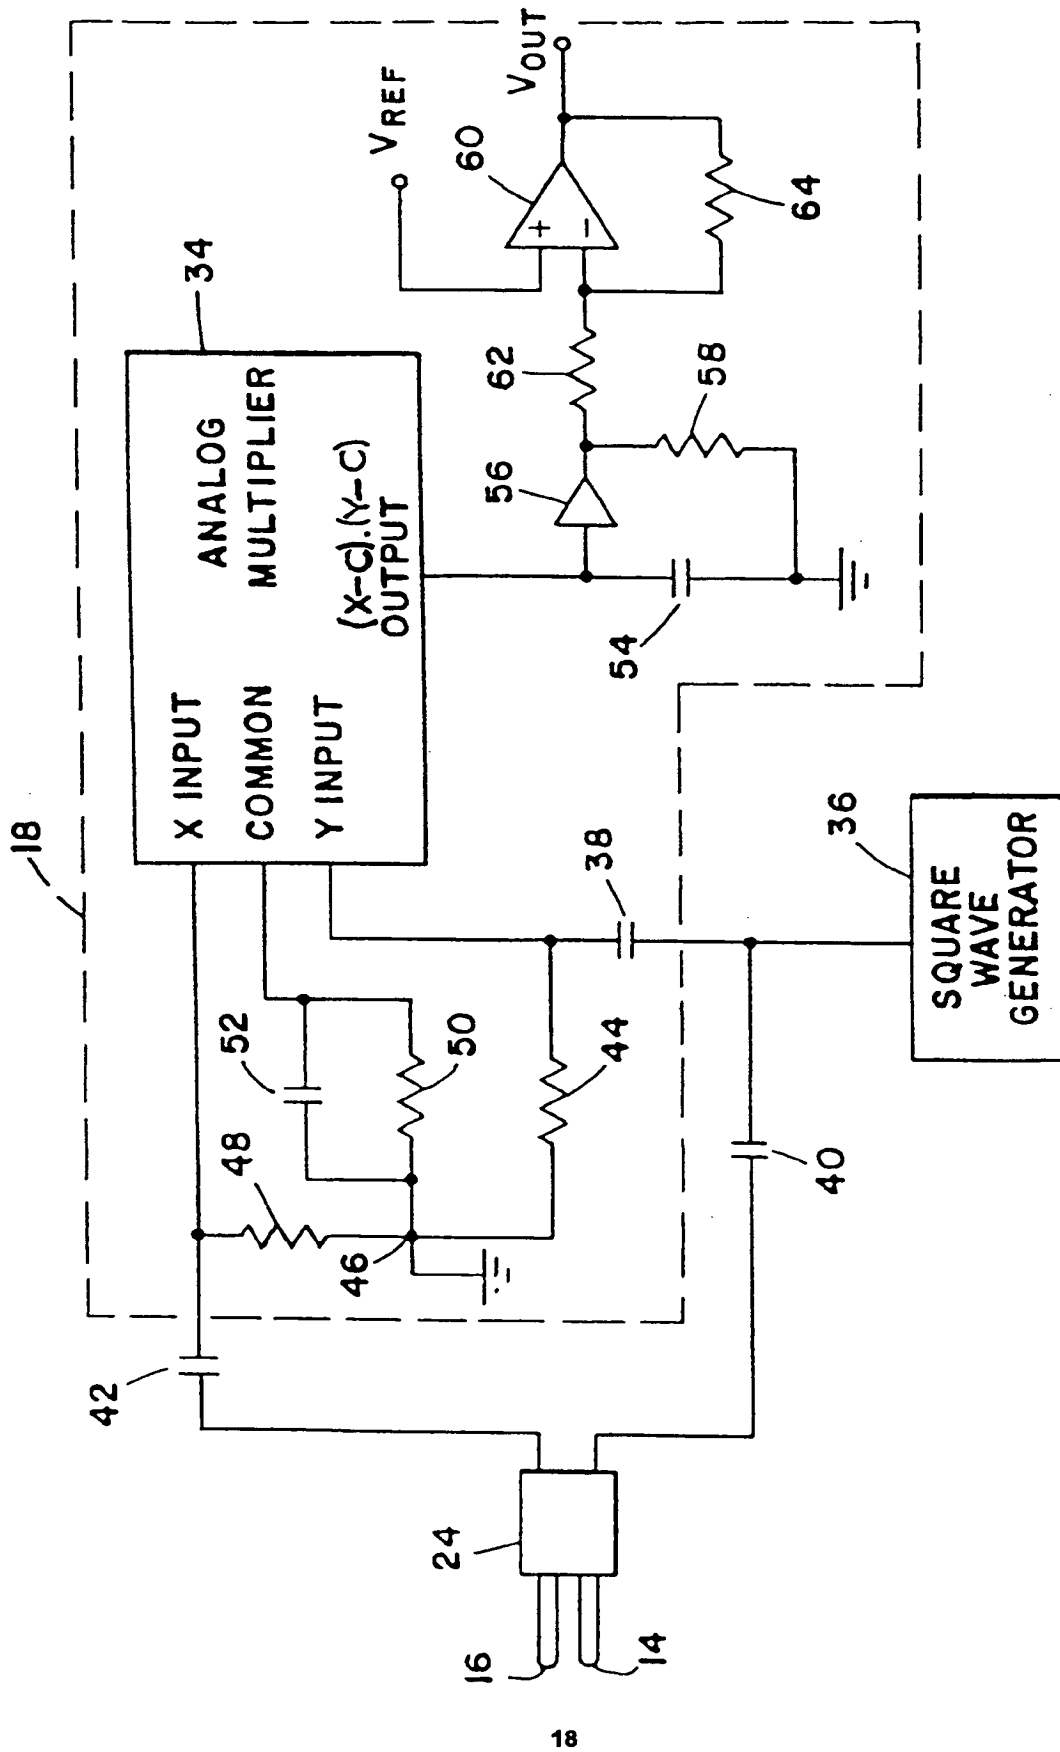 18
34
X INPUT
COMMON
Y INPUT
ANALOG
MULTIPLIER
(X-C).(Y-C)
OUTPUT
VREF
60
+
-
VOUT
64
62
58
56
54
42
48
52
50
46
44
38
40
36
SQUARE
WAVE
GENERATOR
24
16
14
18